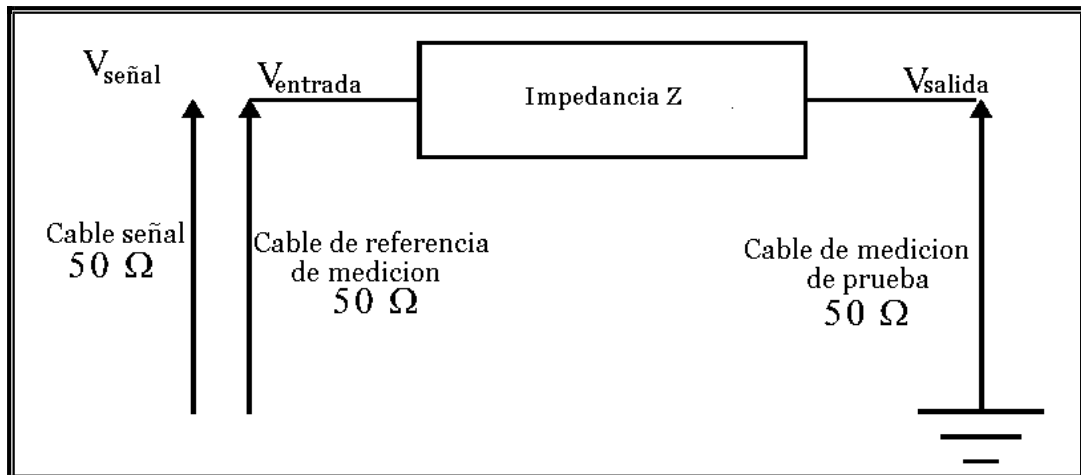 Vseñal
Ventrada
Impedancia Z
Vsalida
Cable señal
50 Ω
Cable de referencia
de medicion
50 Ω
Cable de medicion
de prueba
50 Ω